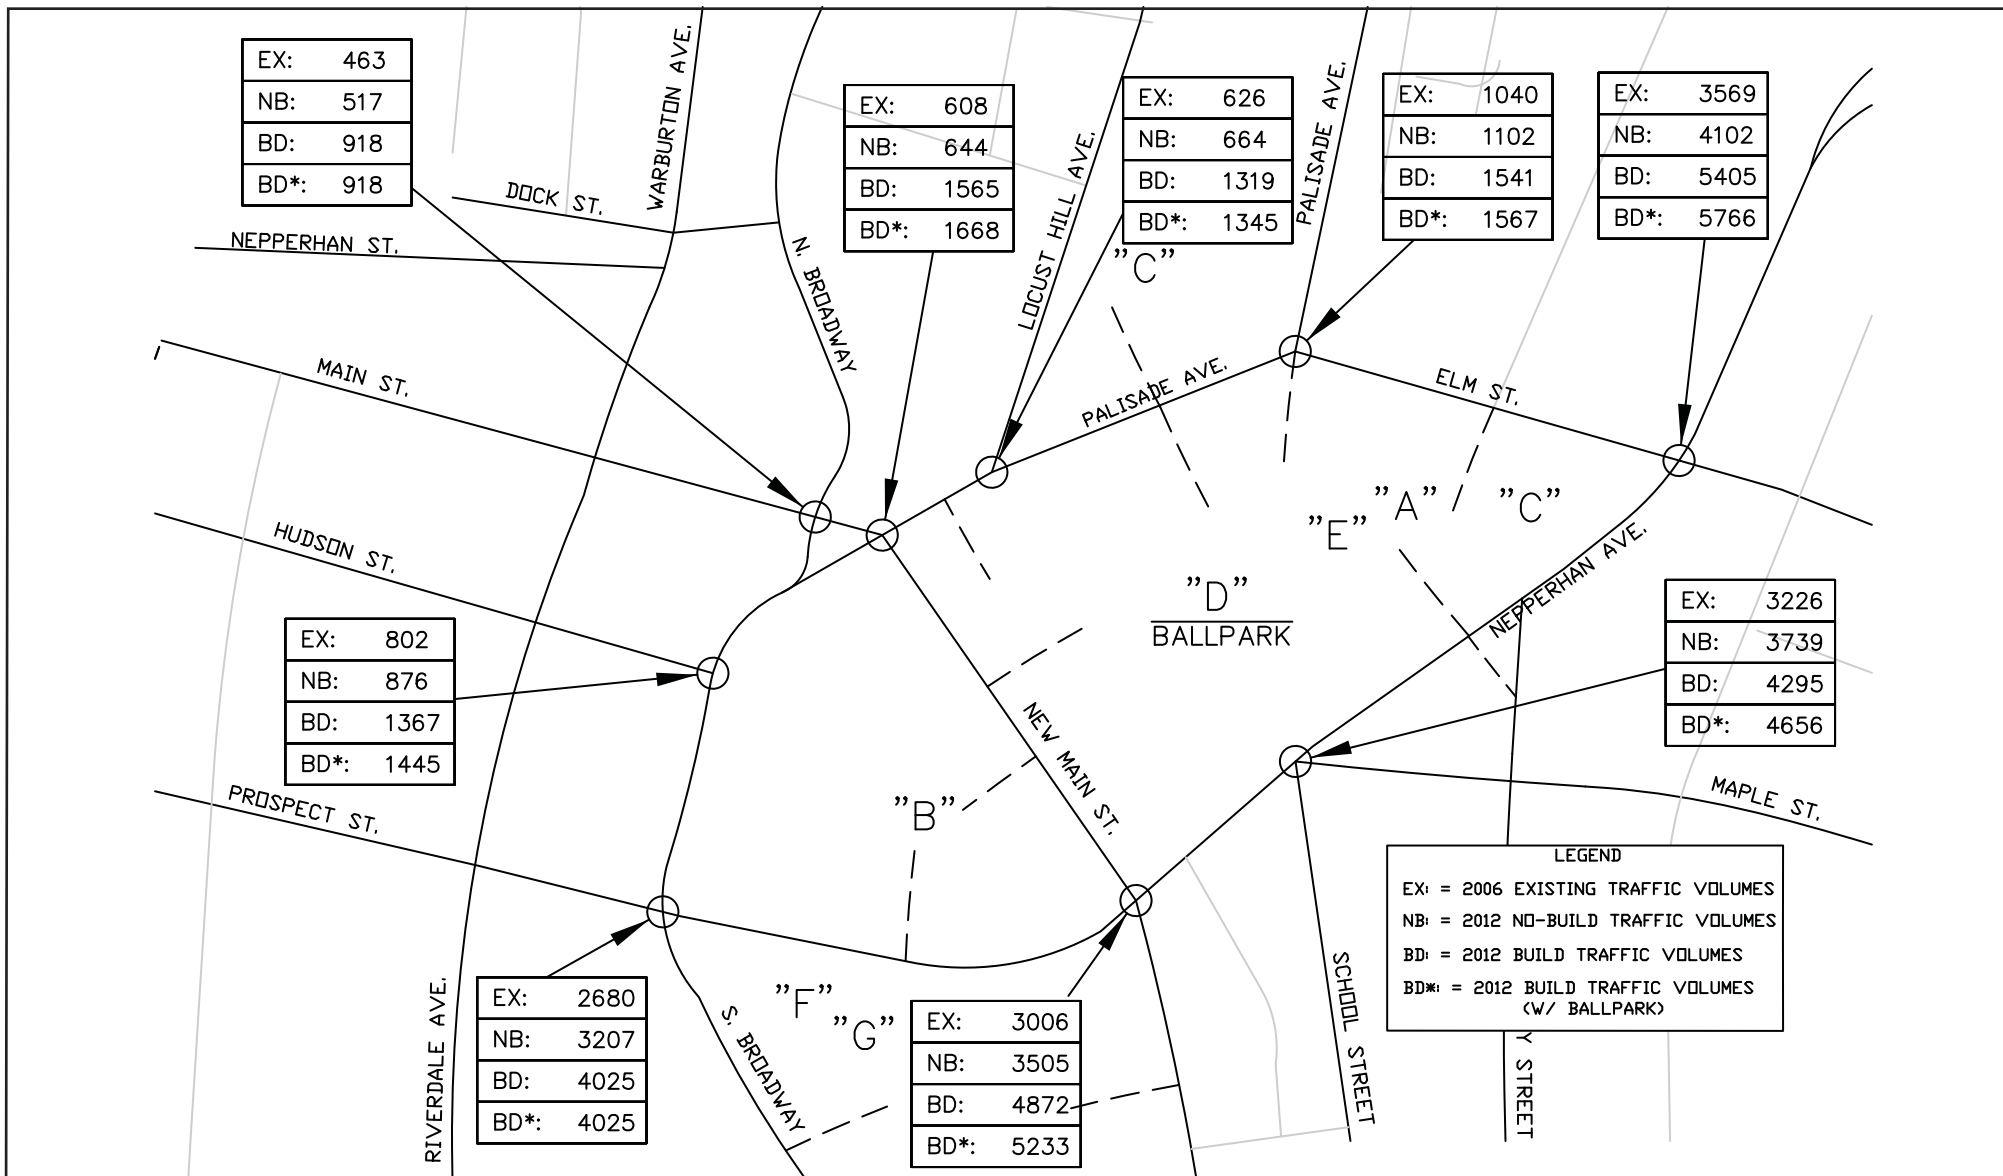 EX: 463
NB: 517
BD: 918
BD*: 918
WARBURTON AVE.
EX: 608
NB: 644
BD: 1565
BD*: 1668
EX: 626
NB: 664
BD: 1319
BD*: 1345
PALISADE AVE.
EX: 1040
NB: 1102
BD: 1541
BD*: 1567
EX: 3569
NB: 4102
BD: 5405
BD*: 5766
DOCK ST.
NEPPERHAN ST.
N. BROADWAY
LOCUST HILL AVE.
"C"
MAIN ST.
PALISADE AVE.
ELM ST.
HUDSON ST.
"E"
"A"
"C"
NEPPERHAN AVE.
"D"
BALLPARK
EX: 802
NB: 876
BD: 1367
BD*: 1445
EX: 3226
NB: 3739
BD: 4295
BD*: 4656
NEW MAIN ST.
PROSPECT ST.
"B"
MAPLE ST.
LEGEND
EX: = 2006 EXISTING TRAFFIC VOLUMES
NB: = 2012 NO-BUILD TRAFFIC VOLUMES
BD: = 2012 BUILD TRAFFIC VOLUMES
BD*: = 2012 BUILD TRAFFIC VOLUMES
(W/ BALLPARK)
RIVERDALE AVE.
EX: 2680
NB: 3207
BD: 4025
BD*: 4025
S. BROADWAY
"F"
"G"
EX: 3006
NB: 3505
BD: 4872
BD*: 5233
SCHOOL STREET
Y STREET